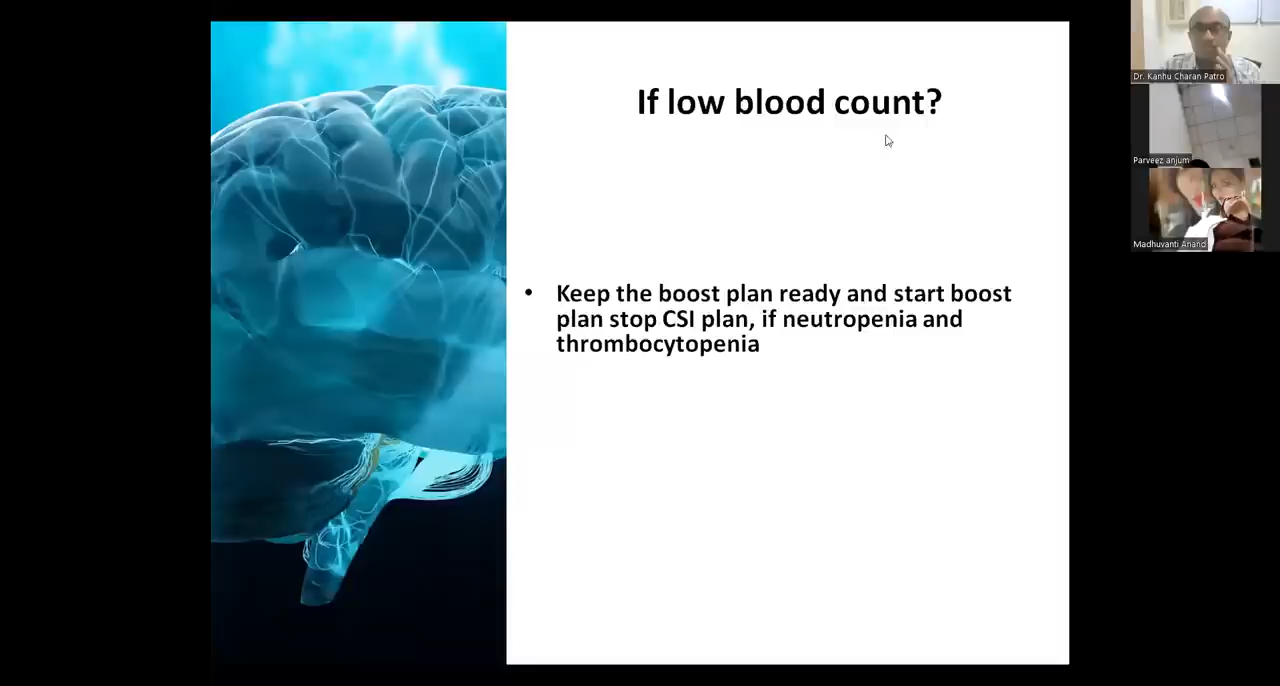 If low blood count?
• Keep the boost plan ready and start boost
plan stop CSI plan, if neutropenia and
thrombocytopenia
Dr. Kanhu Charan Patro
Parveez anjum
Madhuvanti Anand